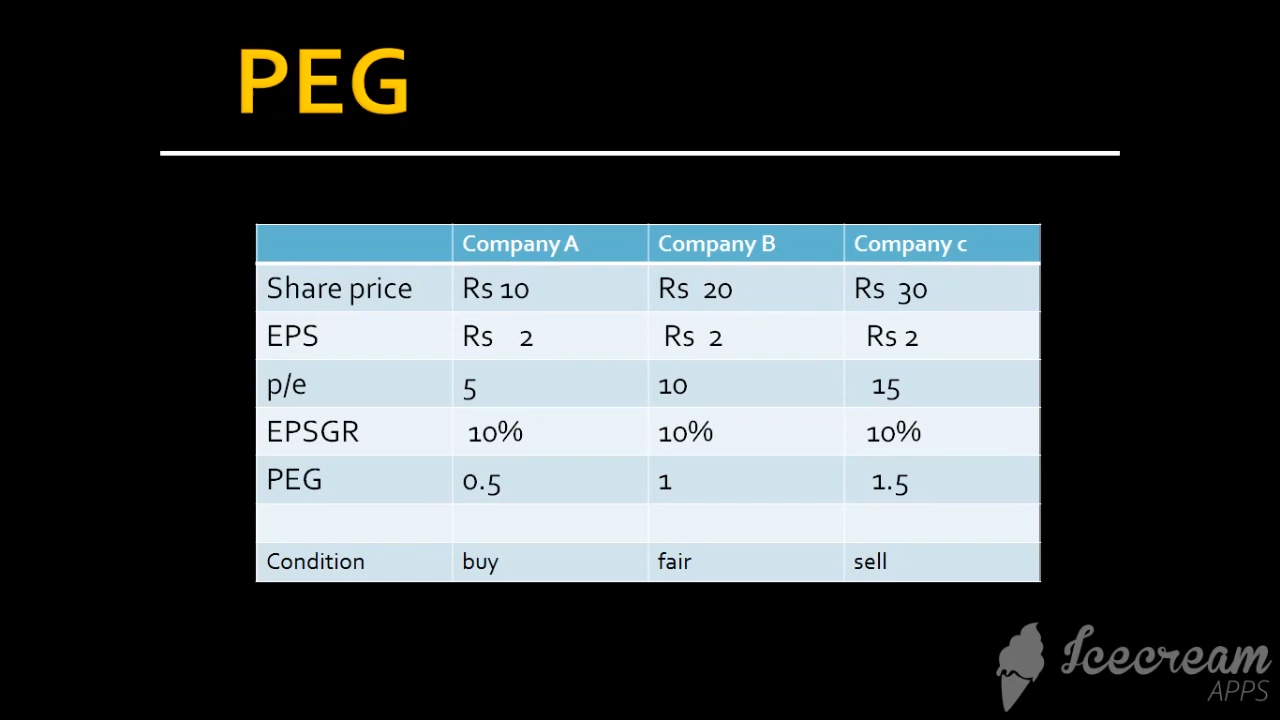 PEG
Company A Company B Company c
Share price Rs 10 Rs 20 Rs 30
EPS Rs 2 Rs 2 Rs 2
p/e 5 10 15
EPSGR 10% 10% 10%
PEG 0.5 1 1.5
Condition buy fair sell
Icecream
APPS